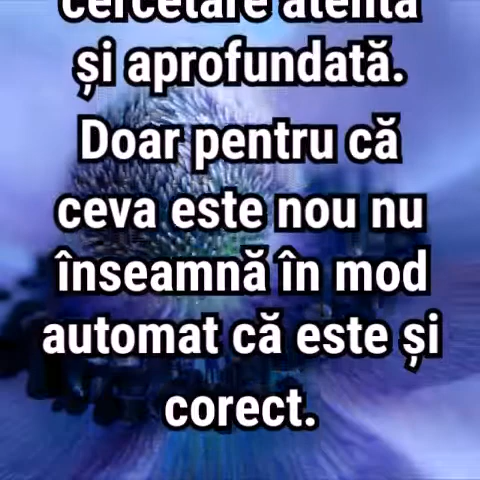 cercetare atentă
și aprofundată.
Doar pentru că
ceva este nou nu
înseamnă în mod
automat că este și
corect.